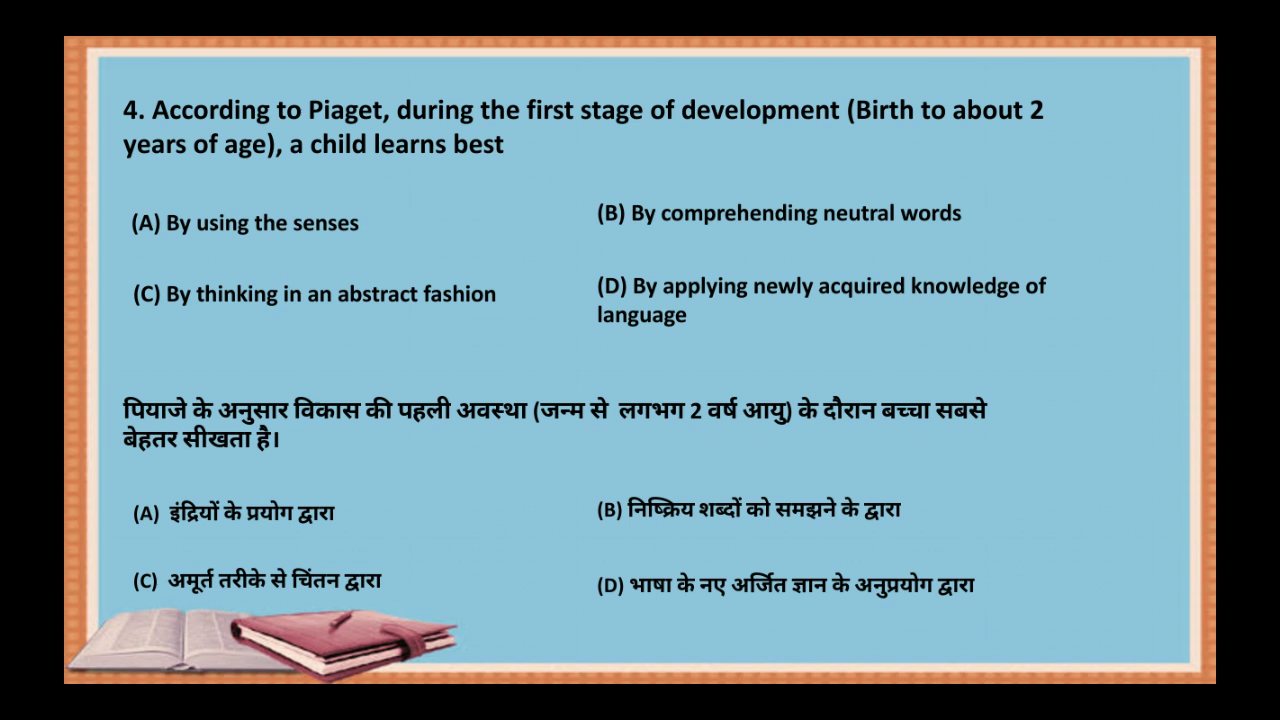 4. According to Piaget, during the first stage of development (Birth to about 2
years of age), a child learns best
(A) By using the senses
(B) By comprehending neutral words
(C) By thinking in an abstract fashion
(D) By applying newly acquired knowledge of
language
पियाजे के अनुसार विकास की पहली अवस्था (जन्म से लगभग 2 वर्ष आयु) के दौरान बच्चा सबसे
बेहतर सीखता है।
(A) इंद्रियों के प्रयोग द्वारा
(B) निष्क्रिय शब्दों को समझने के द्वारा
(C) अमूर्त तरीके से चिंतन द्वारा
(D) भाषा के नए अर्जित ज्ञान के अनुप्रयोग द्वारा